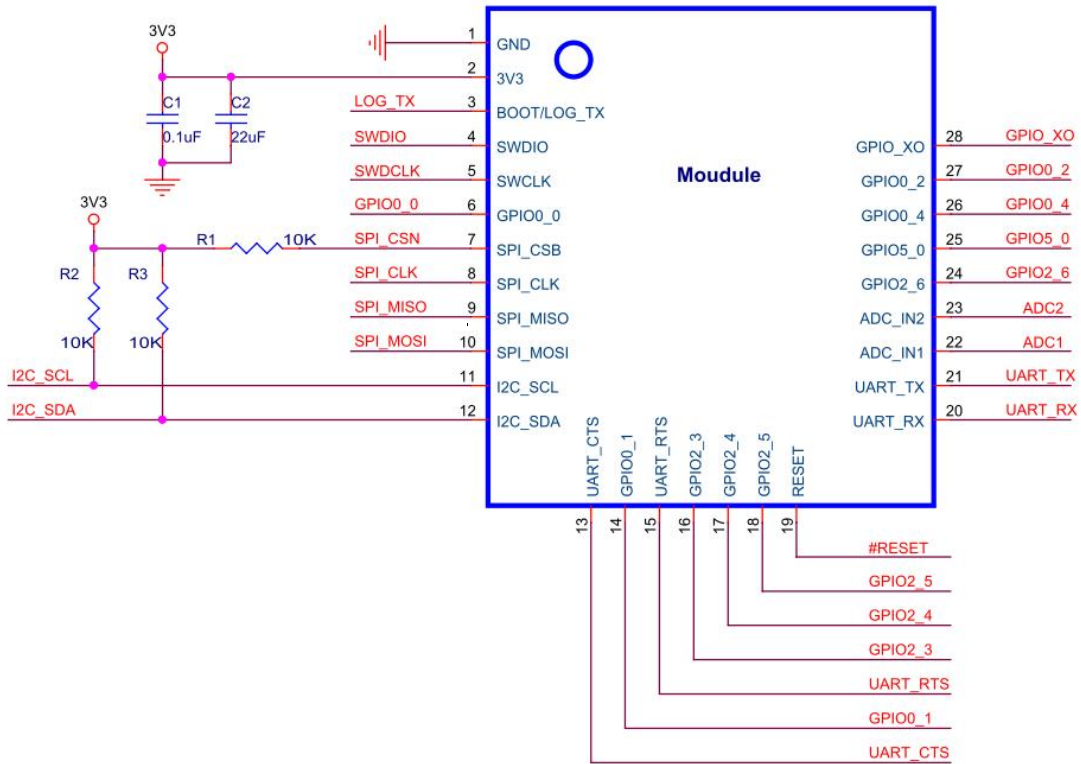 3V3
C1
0.1uF
C2
22uF
3V3
R1
10K
R2
10K
R3
10K
1 GND
2 3V3
LOG_TX 3 BOOT/LOG_TX
SWDIO 4 SWDIO
SWDCLK 5 SWCLK
GPIO0_0 6 GPIO0_0
SPI_CSN 7 SPI_CSB
SPI_CLK 8 SPI_CLK
SPI_MISO 9 SPI_MISO
SPI_MOSI 10 SPI_MOSI
I2C_SCL 11 I2C_SCL
I2C_SDA 12 I2C_SDA
Moudule
GPIO_XO 28 GPIO_XO
GPIO0_2 27 GPIO0_2
GPIO0_4 26 GPIO0_4
GPIO5_0 25 GPIO5_0
GPIO2_6 24 GPIO2_6
ADC_IN2 23 ADC2
ADC_IN1 22 ADC1
UART_TX 21 UART_TX
UART_RX 20 UART_RX
UART_CTS 13
GPIO0_1 14
UART_RTS 15
GPIO2_3 16
GPIO2_4 17
GPIO2_5 18
RESET 19
#RESET
GPIO2_5
GPIO2_4
GPIO2_3
UART_RTS
GPIO0_1
UART_CTS